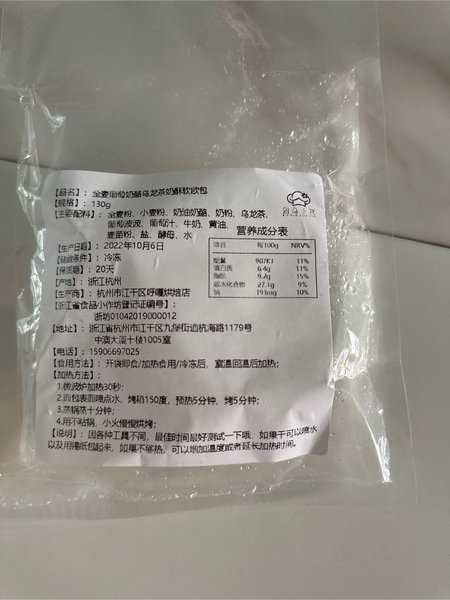 【品名】：全麦葡萄奶酪乌龙茶奶酥软欧包
【规格】：130g
【主要配料】：全麦粉、小麦粉、奶油奶酪、奶粉、乌龙茶、
葡萄波波、葡萄汁、牛奶、黄油、
麦苗粉、盐、酵母、水
【生产日期】：2022年10月6日
【储藏条件】：冷冻
【保质期】：20天
【产地】：浙江杭州
【生产商】：杭州市江干区呼噜烘焙店
【浙江省食品小作坊登记证编号】：
浙坊01042019000012
【地址】：浙江省杭州市江干区九堡街道杭海路1179号
中奥大厦十楼1005室
【电话】：15906697025
【食用方法】：开袋即食/加热食用/冷冻后，室温回温后加热；
【加热方法】：
1.微波炉加热30秒；
2.面包表面喷点水，烤箱150度，预热5分钟，烤5分钟；
3.蒸锅蒸十分钟；
4.用不粘锅，小火慢慢烘烤；
【说明】：因各种工具不同，最佳时间最好测试一下哦，如果干可以喷水
以及用锡纸包起来，如果不够热，可以增加温度或者延长加热时间。
营养成分表
项目 每100g NRV%
能量 907KJ 11%
蛋白质 6.4g 11%
脂肪 9.2g 15%
碳水化合物 27.1g 9%
钠 191mg 10%